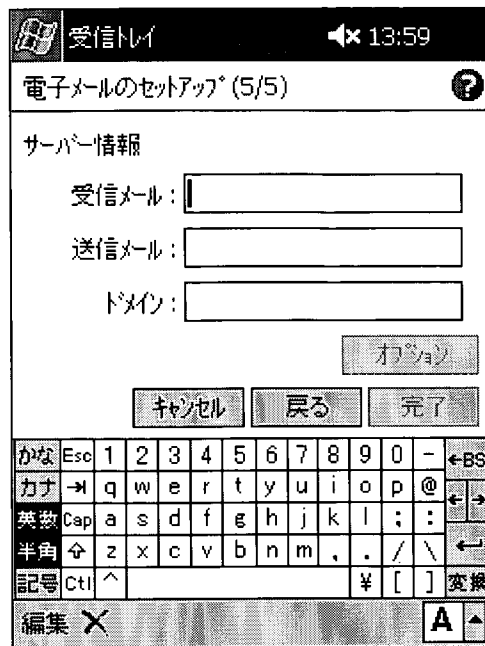 受信トレイ 13:59
電子メールのセットアップ(5/5) ?
サーバー情報
受信メール:
送信メール:
ドメイン:
オプション
キャンセル 戻る 完了
かな Esc 1 2 3 4 5 6 7 8 9 0 - ←BS
カナ →| q w e r t y u i o p @ ← →
英数 Cap a s d f g h j k l ; :
半角 z x c v b n m , . / \
記号 Ctl ^ ¥ [ ] 変換
編集 A